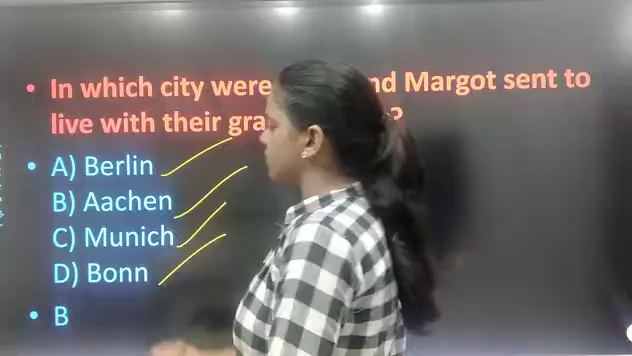 • In which city were nd Margot sent to
live with their gra ?
• A) Berlin
B) Aachen
C) Munich
D) Bonn
• B